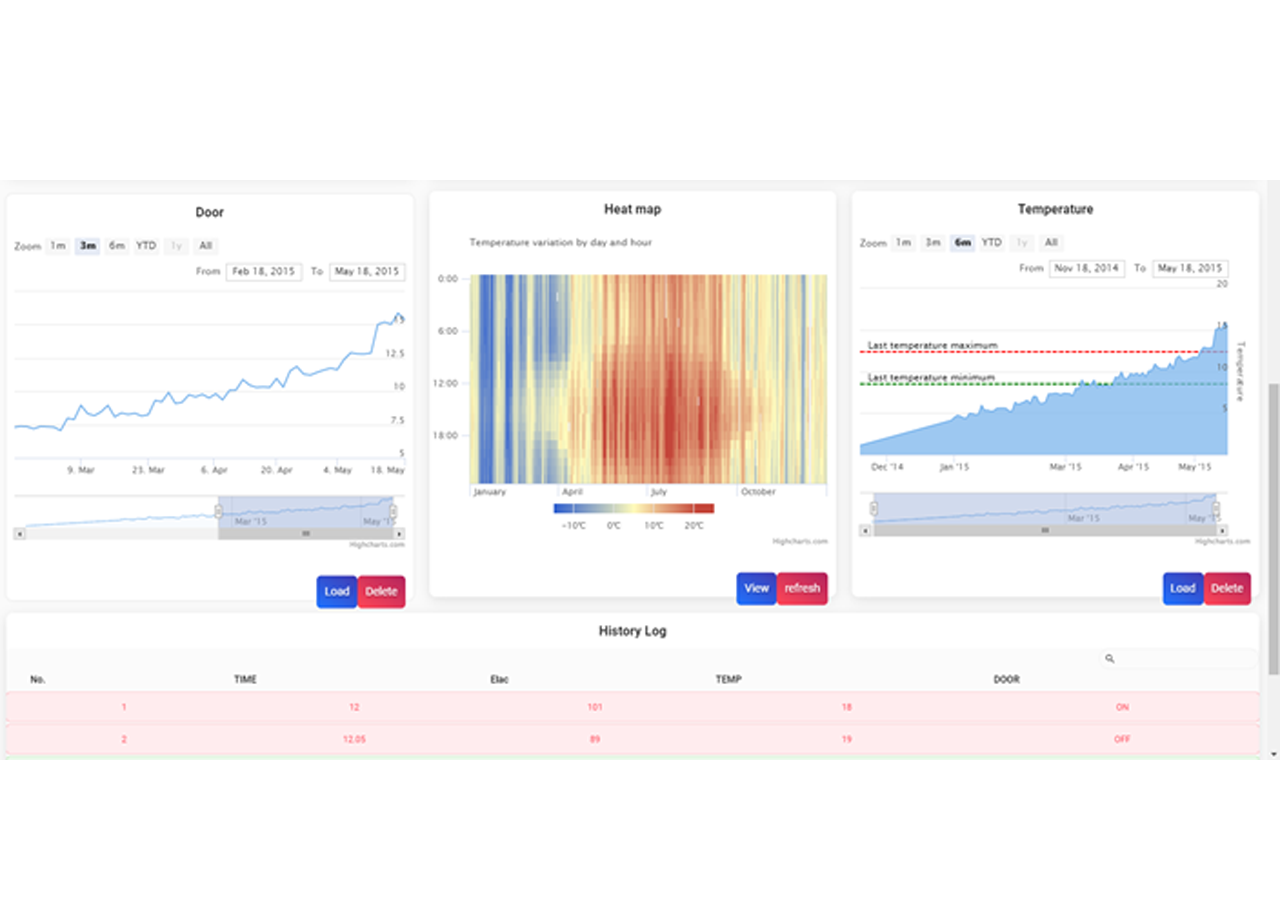 Door
Zoom 1m 3m 6m YTD 1y All
From Feb 18, 2015 To May 18, 2015
15
12.5
10
7.5
5
9. Mar 23. Mar 6. Apr 20. Apr 4. May 18. May
Mar '15 May '15
Highcharts.com
Load Delete
Heat map
Temperature variation by day and hour
0:00
6:00
12:00
18:00
January April July October
-10°C 0°C 10°C 20°C
Highcharts.com
View refresh
Temperature
Zoom 1m 3m 6m YTD 1y All
From Nov 18, 2014 To May 18, 2015
20
15
Last temperature maximum
10
Last temperature minimum
5
Temperature
Dec '14 Jan '15 Mar '15 Apr '15 May '15
Mar '15 May '15
Highcharts.com
Load Delete
History Log
No. TIME Elac TEMP DOOR
1 12 101 18 ON
2 12.05 89 19 OFF